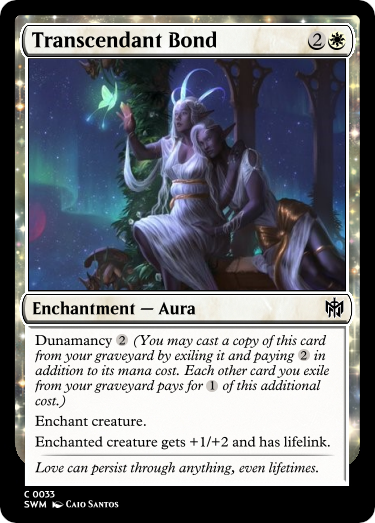 Transcendant Bond 2
Enchantment — Aura
Dunamancy 2 (You may cast a copy of this card
from your graveyard by exiling it and paying 2 in
addition to its mana cost. Each other card you exile
from your graveyard pays for 1 of this additional
cost.)
Enchant creature.
Enchanted creature gets +1/+2 and has lifelink.
Love can persist through anything, even lifetimes.
C 0033
SWM Caio Santos